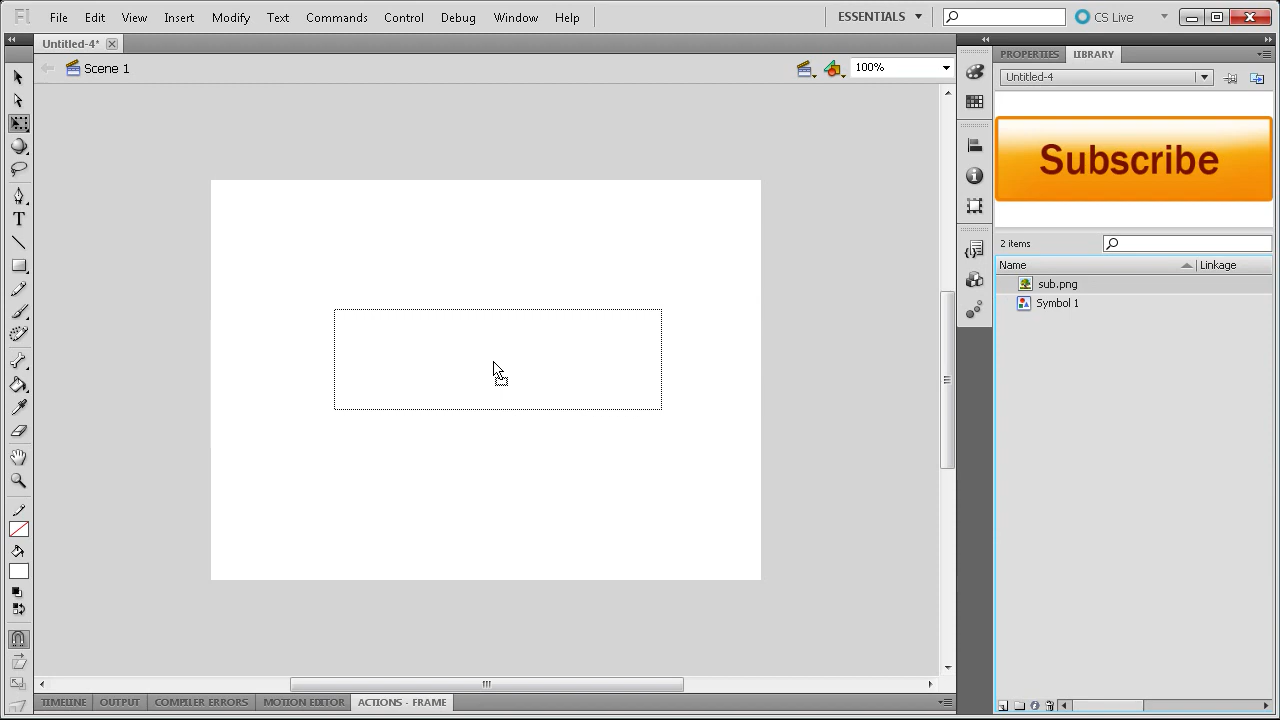 Fl File Edit View Insert Modify Text Commands Control Debug Window Help ESSENTIALS CS Live
Untitled-4*
Scene 1 100%
PROPERTIES LIBRARY
Untitled-4
Subscribe
2 items
Name Linkage
sub.png
Symbol 1
T
TIMELINE OUTPUT COMPILER ERRORS MOTION EDITOR ACTIONS - FRAME